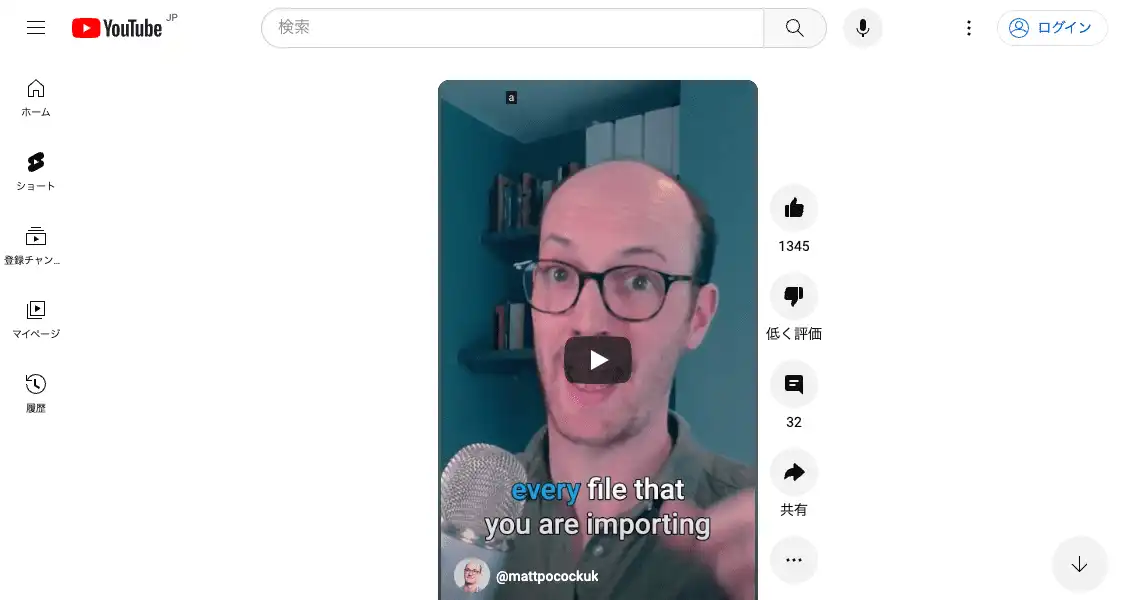 YouTube JP
検索
ログイン
ホーム
ショート
登録チャン...
マイページ
履歴
a
every file that
you are importing
@mattpocockuk
1345
低く評価
32
共有